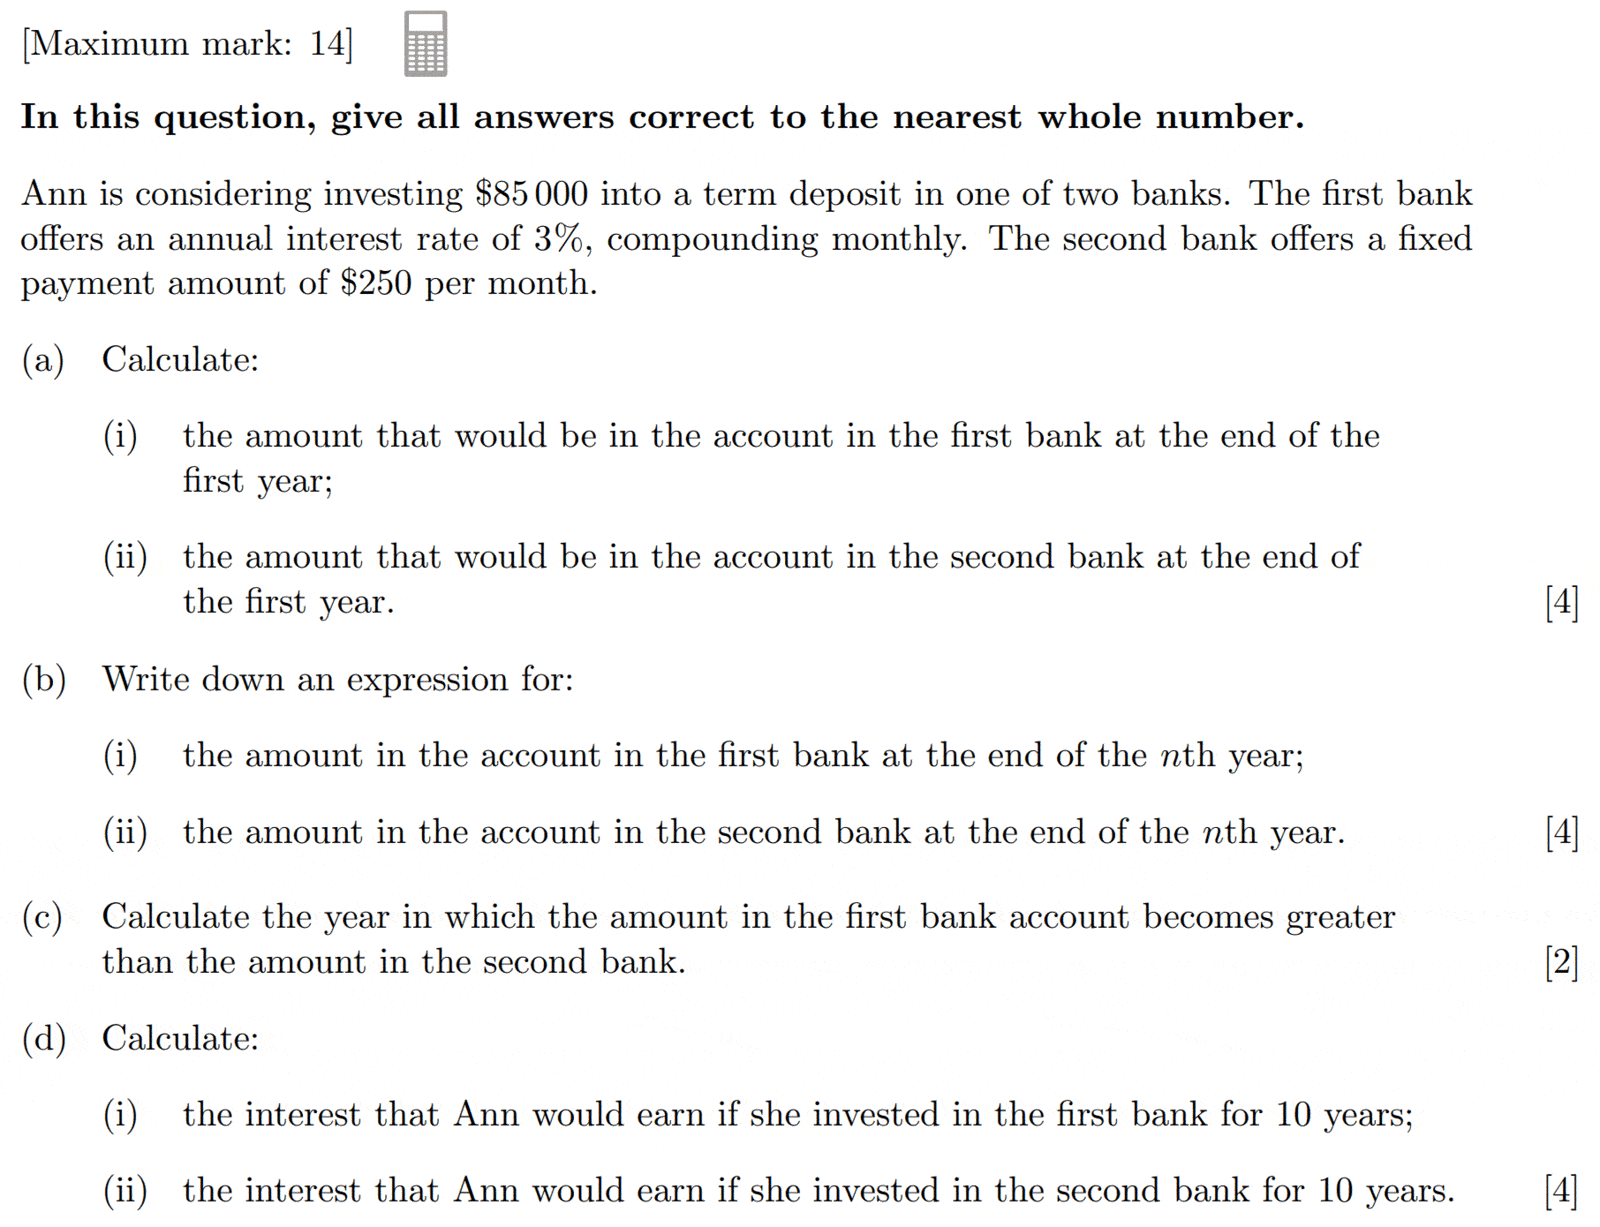 [Maximum mark: 14]
In this question, give all answers correct to the nearest whole number.
Ann is considering investing $85 000 into a term deposit in one of two banks. The first bank
offers an annual interest rate of 3%, compounding monthly. The second bank offers a fixed
payment amount of $250 per month.
(a) Calculate:
(i) the amount that would be in the account in the first bank at the end of the
first year;
(ii) the amount that would be in the account in the second bank at the end of
the first year. [4]
(b) Write down an expression for:
(i) the amount in the account in the first bank at the end of the nth year;
(ii) the amount in the account in the second bank at the end of the nth year. [4]
(c) Calculate the year in which the amount in the first bank account becomes greater
than the amount in the second bank. [2]
(d) Calculate:
(i) the interest that Ann would earn if she invested in the first bank for 10 years;
(ii) the interest that Ann would earn if she invested in the second bank for 10 years. [4]